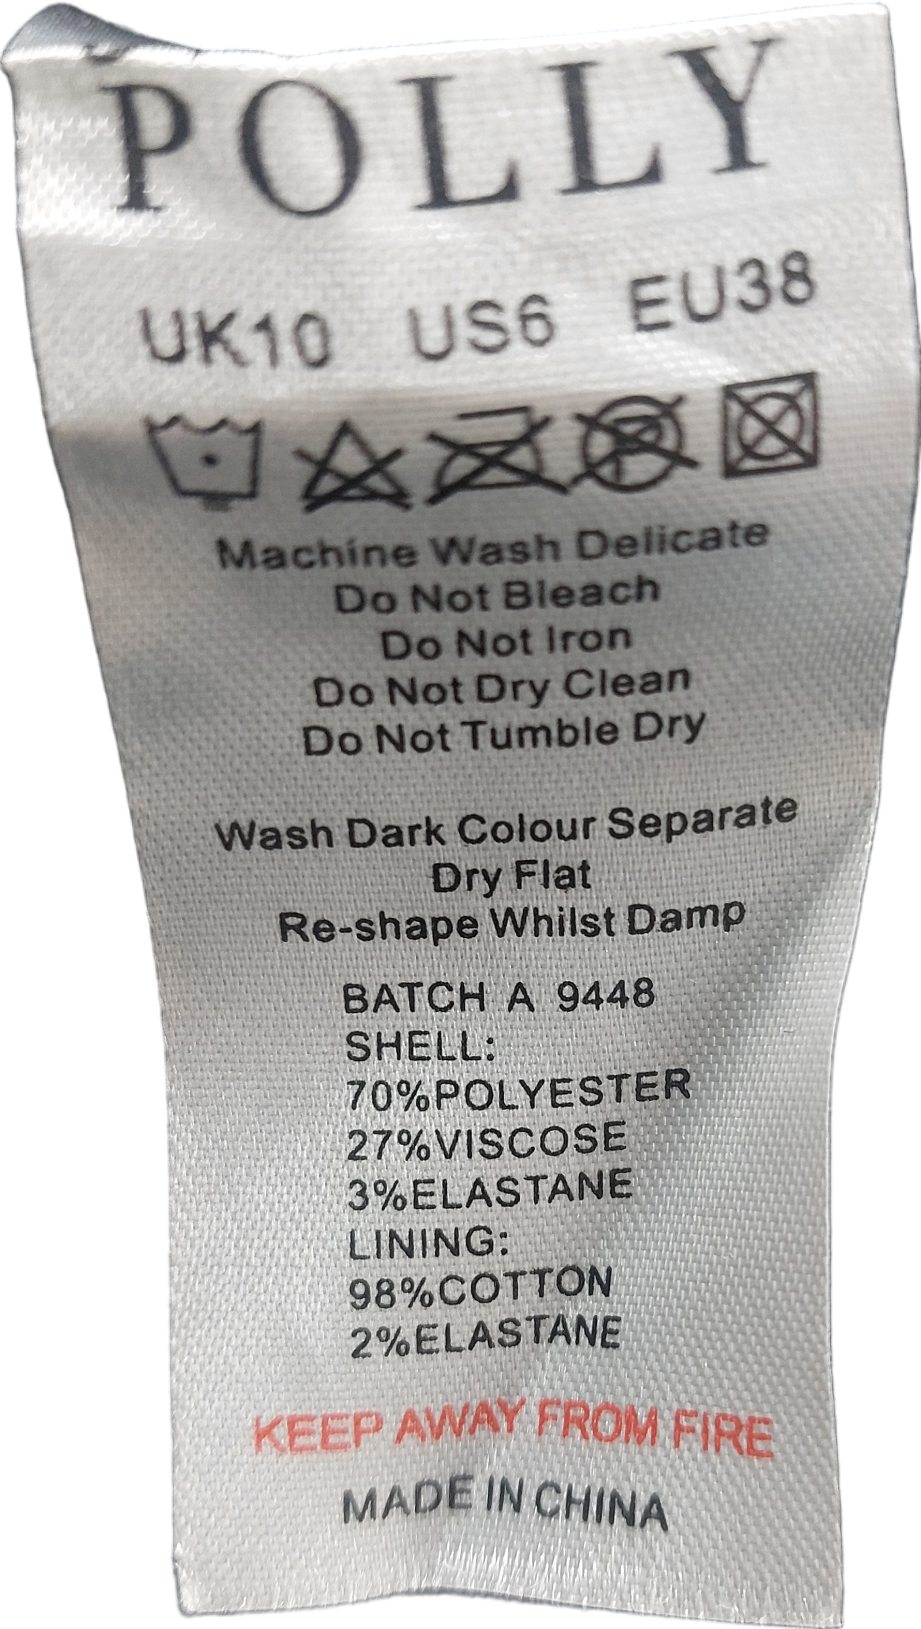 POLLY
UK10 US6 EU38
P
Machine Wash Delicate
Do Not Bleach
Do Not Iron
Do Not Dry Clean
Do Not Tumble Dry
Wash Dark Colour Separate
Dry Flat
Re-shape Whilst Damp
BATCH A 9448
SHELL:
70%POLYESTER
27%VISCOSE
3%ELASTANE
LINING:
98%COTTON
2%ELASTANE
KEEP AWAY FROM FIRE
MADE IN CHINA